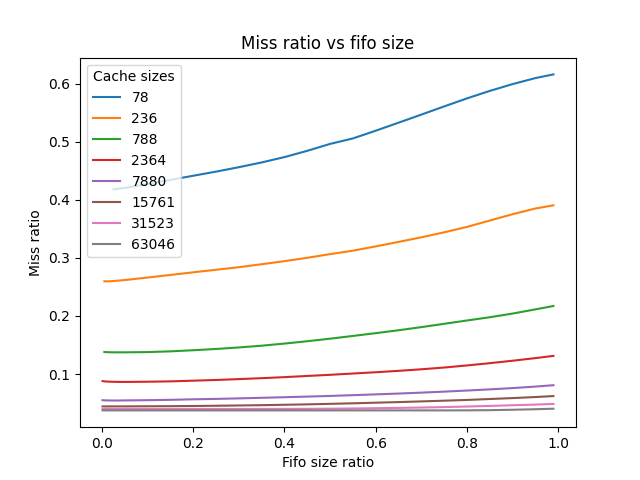 Miss ratio vs fifo size
Cache sizes
78
236
788
2364
7880
15761
31523
63046
0.6
0.5
0.4
0.3
0.2
0.1
Miss ratio
0.0 0.2 0.4 0.6 0.8 1.0
Fifo size ratio